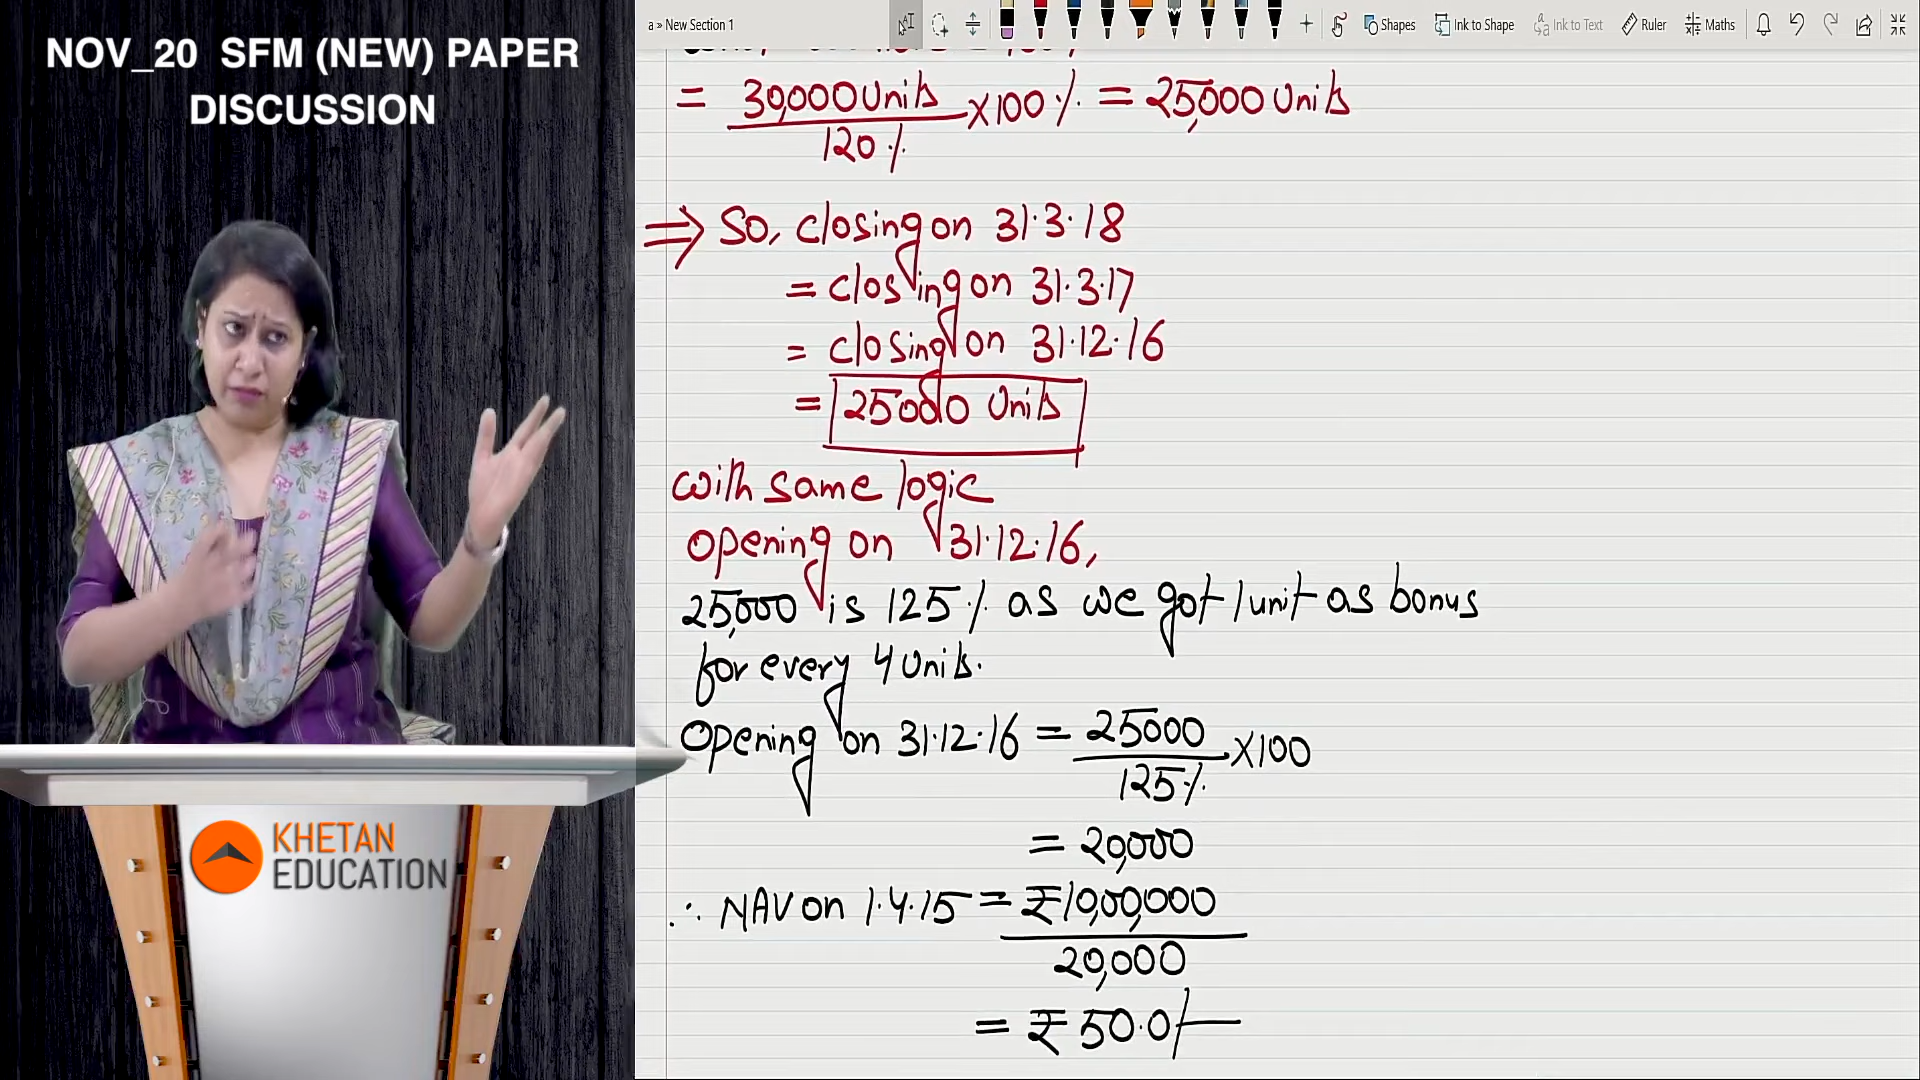 NOV_20 SFM (NEW) PAPER
DISCUSSION
KHETAN
EDUCATION
a » New Section 1
Shapes
Ink to Shape
Ink to Text
Ruler
Maths
= 30,000 Units / 120% × 100% = 25,000 Units
⇒ So, closing on 31.3.18
= closing on 31.3.17
= closing on 31.12.16
= 25000 Units
with same logic
opening on 31.12.16,
25,000 is 125% as we got 1 unit as bonus
for every 4 Units.
Opening on 31.12.16 = 25000 / 125% × 100
= 20,000
∴ NAV on 1.4.15 = ₹10,00,000 / 20,000
= ₹ 50.0/—